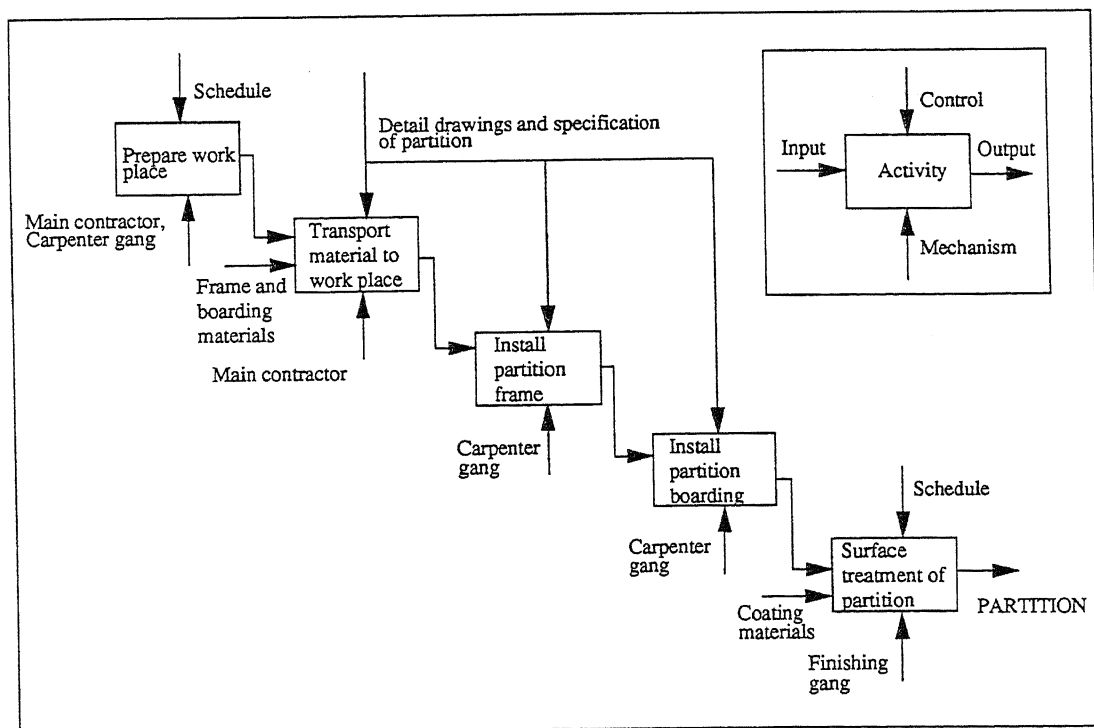 Schedule
Prepare work
place
Main contractor,
Carpenter gang
Detail drawings and specification
of partition
Transport
material to
work place
Frame and
boarding
materials
Main contractor
Install
partition
frame
Carpenter
gang
Install
partition
boarding
Carpenter
gang
Schedule
Surface
treatment of
partition
Coating
materials
Finishing
gang
PARTITION
Control
Input
Activity
Output
Mechanism